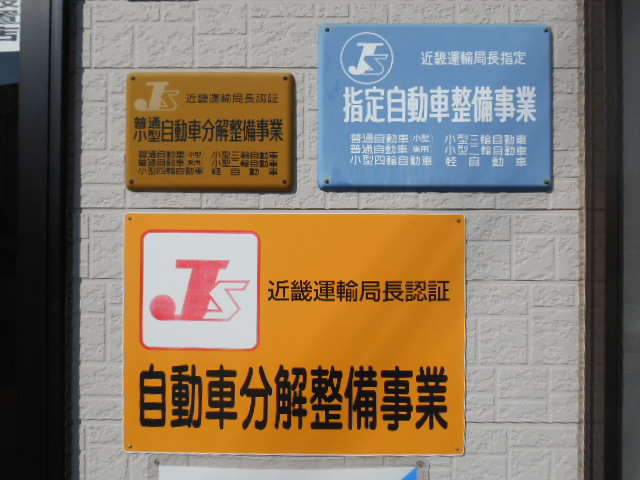 JS
近畿運輸局長認証
普通
小型
自動車分解整備事業
普通自動車(小型) 小型三輪自動車
普通自動車(乗用) 小型二輪自動車
小型四輪自動車 軽自動車
JS
近畿運輸局長指定
指定自動車整備事業
普通自動車(小型) 小型三輪自動車
普通自動車(乗用) 小型二輪自動車
小型四輪自動車 軽自動車
JS
近畿運輸局長認証
自動車分解整備事業